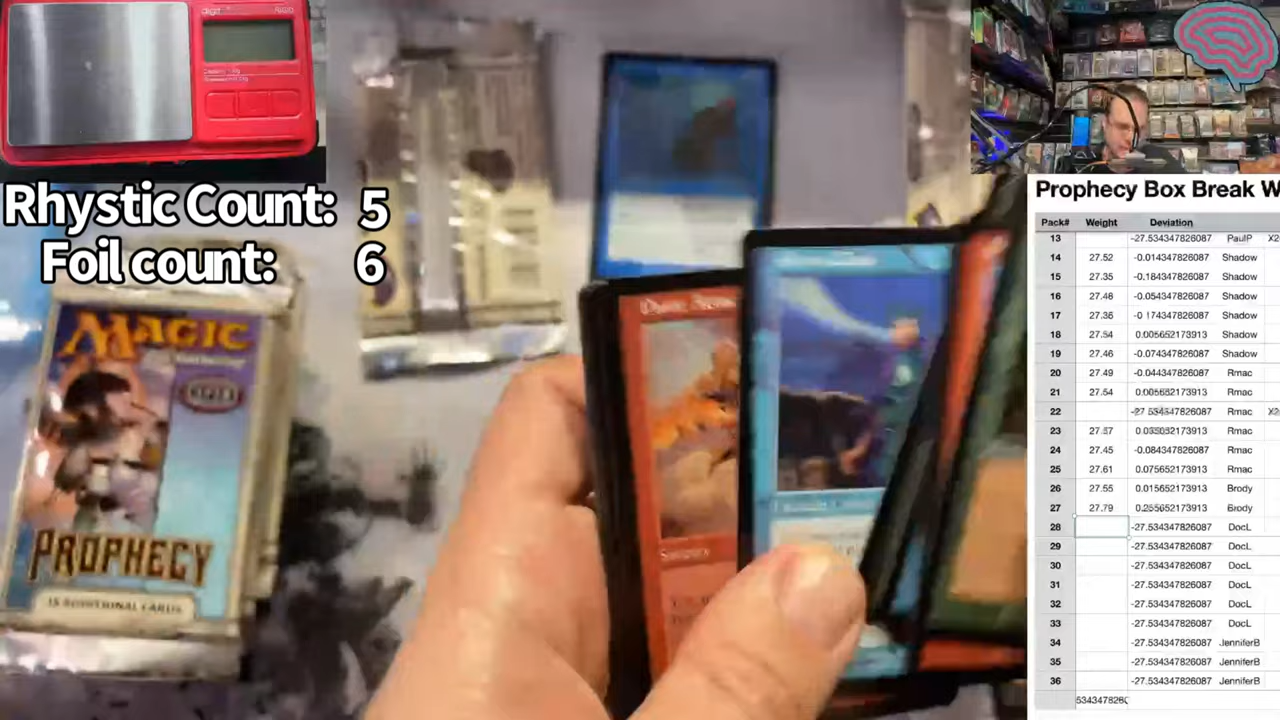 digit
Rhystic Count: 5
Foil count: 6
MAGIC
PROPHECY
15 ADDITIONAL CARDS
Sorcery
Prophecy Box Break W
Pack# Weight Deviation
13 -27.534347826087 PaulP X2
14 27.52 -0.014347826087 Shadow
15 27.35 -0.184347826087 Shadow
16 27.48 -0.054347826087 Shadow
17 27.36 -0.174347826087 Shadow
18 27.54 0.005652173913 Shadow
19 27.46 -0.074347826087 Shadow
20 27.49 -0.044347826087 Rmac
21 27.54 0.005652173913 Rmac
22 -27.534347826087 Rmac X2
23 27.57 0.035652173913 Rmac
24 27.45 -0.084347826087 Rmac
25 27.61 0.075652173913 Rmac
26 27.55 0.015652173913 Brody
27 27.79 0.255652173913 Brody
28 -27.534347826087 DocL
29 -27.534347826087 DocL
30 -27.534347826087 DocL
31 -27.534347826087 DocL
32 -27.534347826087 DocL
33 -27.534347826087 DocL
34 -27.534347826087 JenniferB
35 -27.534347826087 JenniferB
36 -27.534347826087 JenniferB